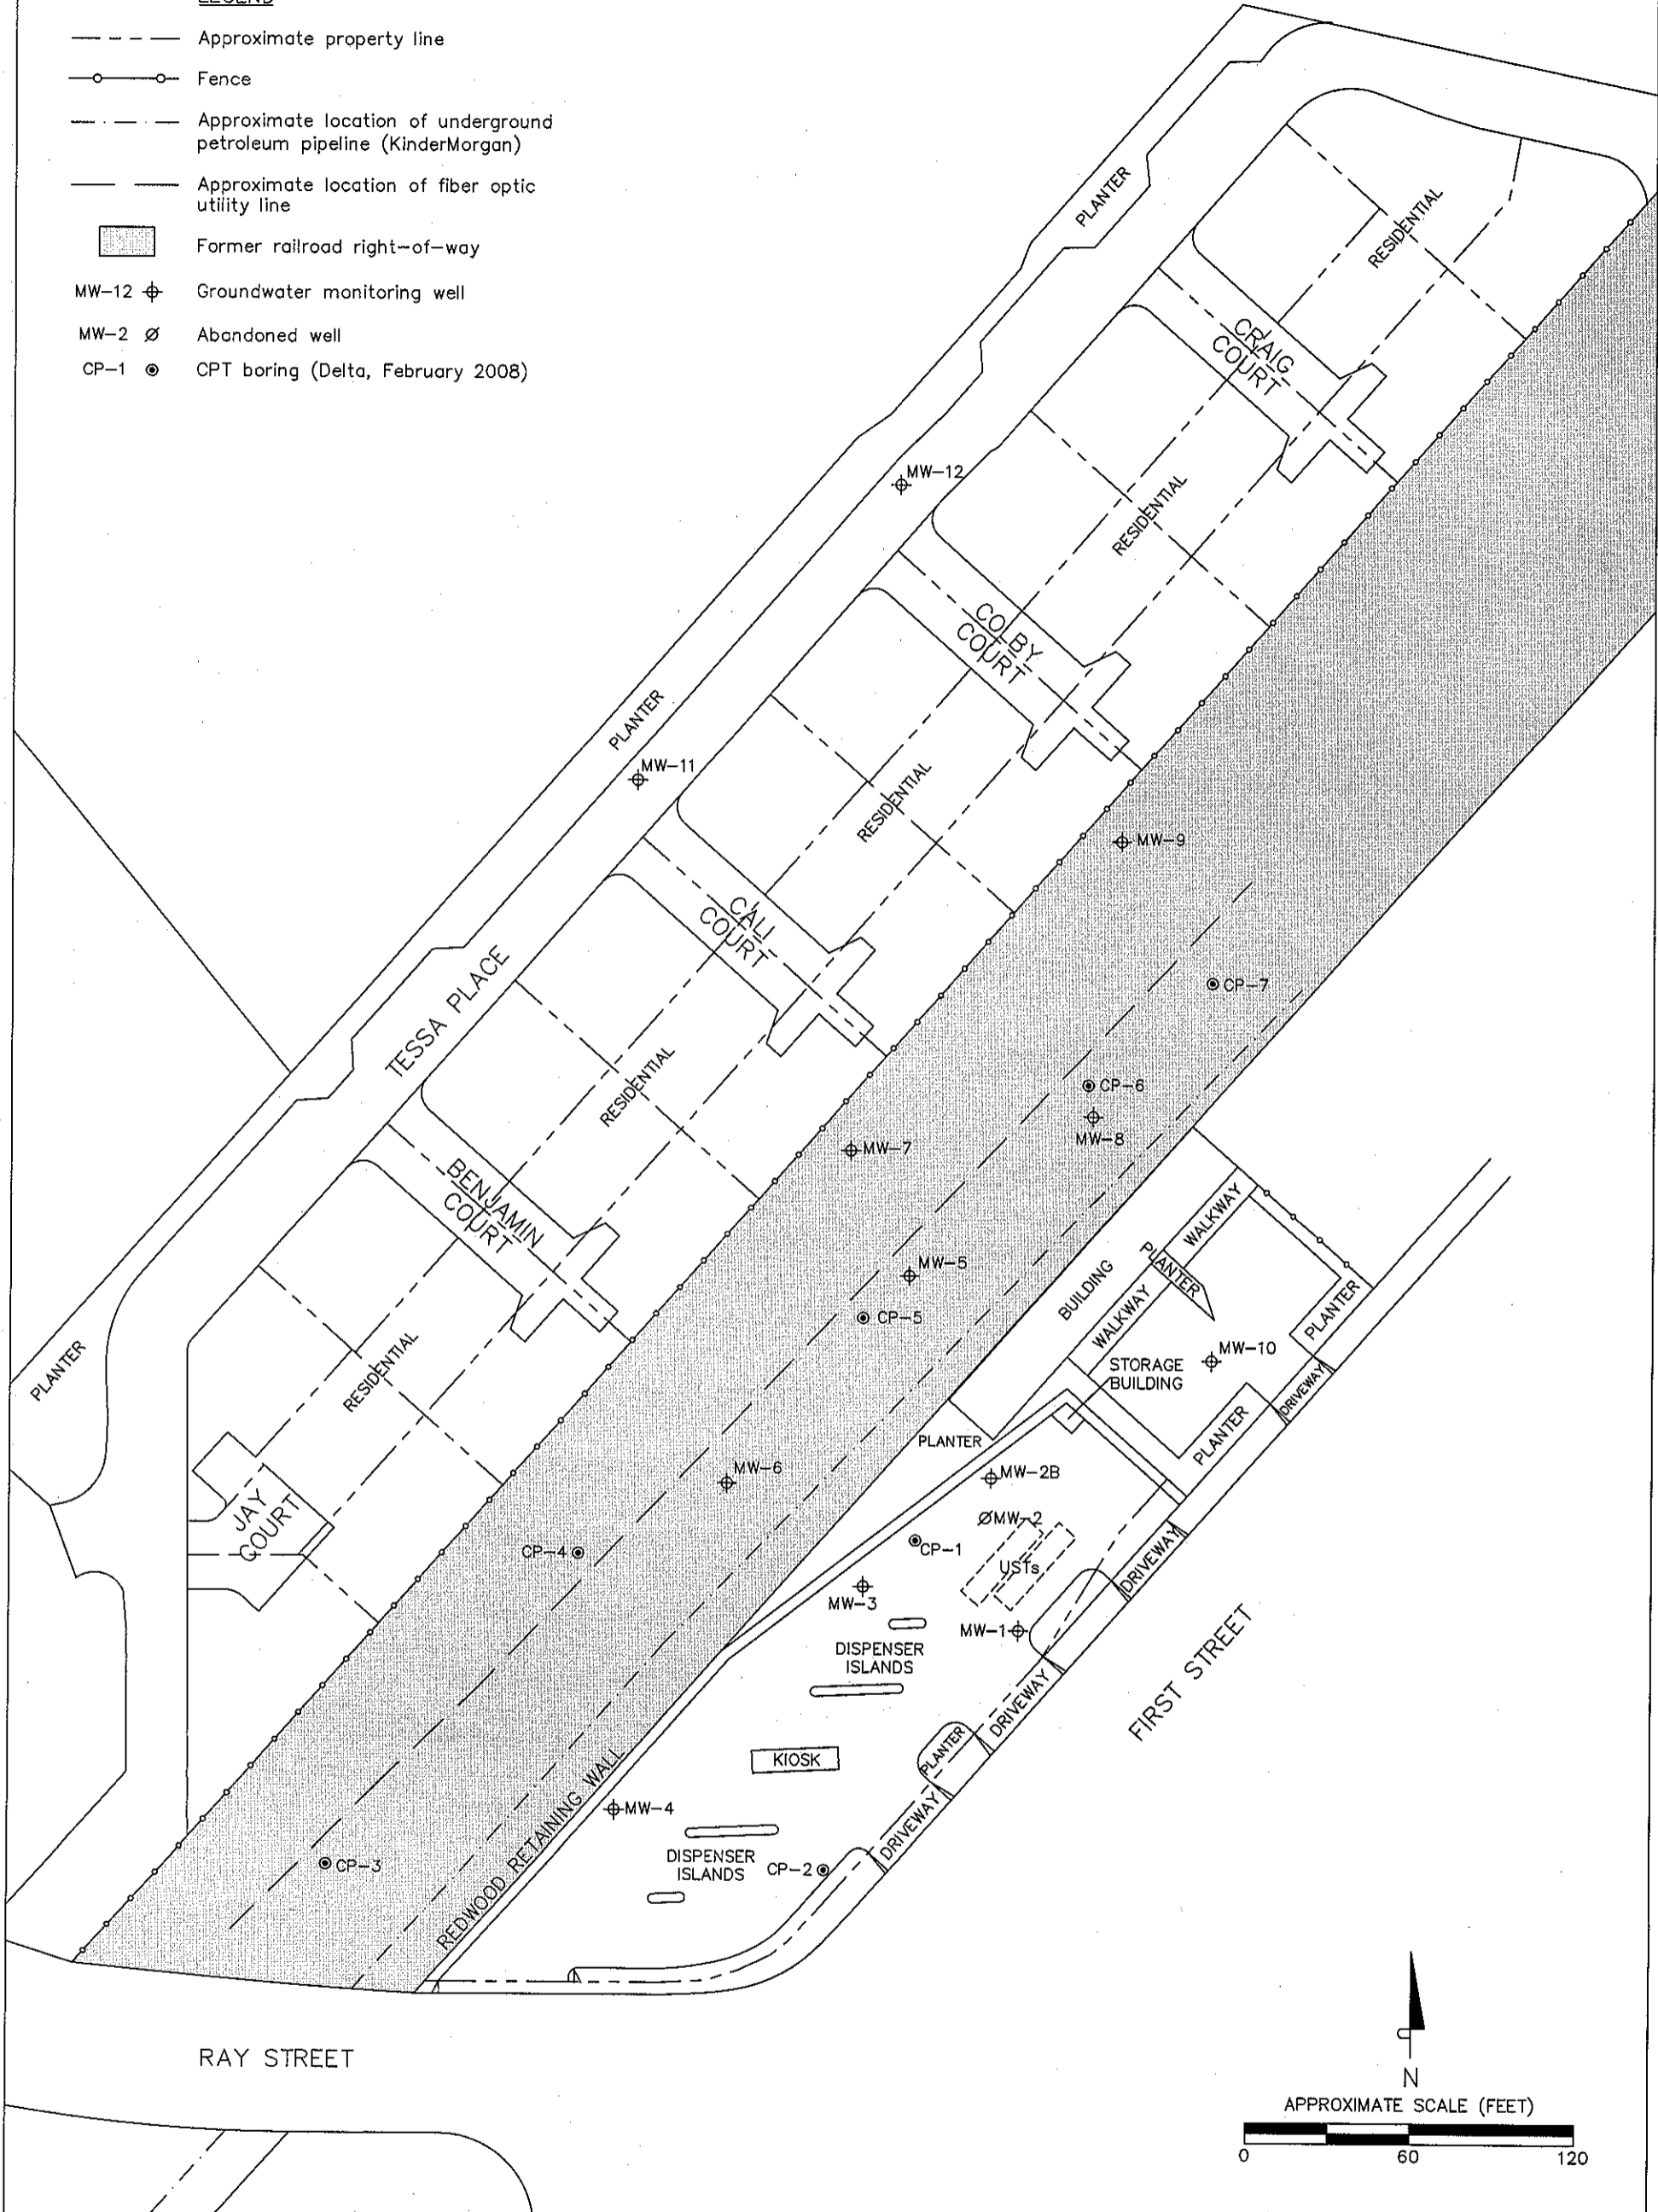 LEGEND
Approximate property line
Fence
Approximate location of underground
petroleum pipeline (KinderMorgan)
Approximate location of fiber optic
utility line
Former railroad right-of-way
MW-12 Groundwater monitoring well
MW-2 Abandoned well
CP-1 CPT boring (Delta, February 2008)
PLANTER
RESIDENTIAL
CRAIG
COURT
MW-12
RESIDENTIAL
COLBY
COURT
PLANTER
MW-11
RESIDENTIAL
MW-9
CALI
COURT
TESSA PLACE
CP-7
RESIDENTIAL
CP-6
MW-8
MW-7
BENJAMIN
COURT
WALKWAY
PLANTER
BUILDING
MW-5
CP-5
WALKWAY
PLANTER
PLANTER
RESIDENTIAL
MW-10
STORAGE
BUILDING
DRIVEWAY
PLANTER
PLANTER
MW-6
MW-2B
JAY
COURT
MW-2
CP-4
CP-1
USTs
DRIVEWAY
MW-3
MW-1
DISPENSER
ISLANDS
FIRST STREET
DRIVEWAY
PLANTER
KIOSK
REDWOOD RETAINING WALL
MW-4
DRIVEWAY
CP-3
DISPENSER
ISLANDS
CP-2
RAY STREET
N
APPROXIMATE SCALE (FEET)
0 60 120